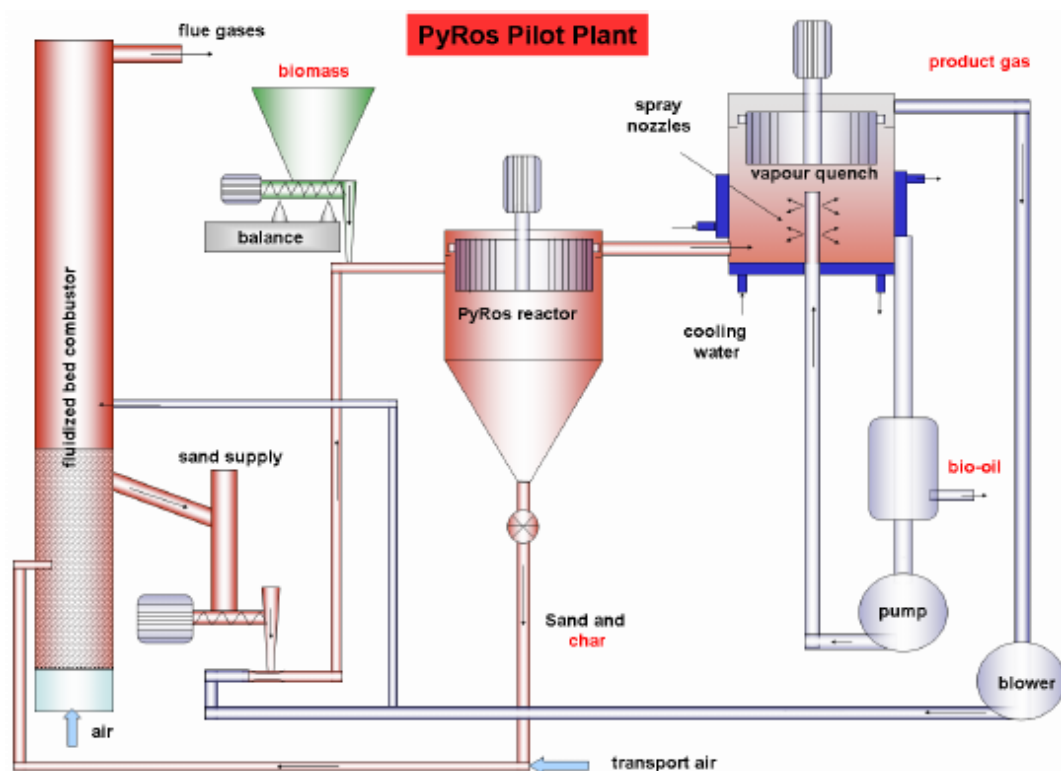 PyRos Pilot Plant
flue gases
biomass
product gas
spray
nozzles
vapour quench
balance
PyRos reactor
cooling
water
fluidized bed combustor
sand supply
bio-oil
Sand and
char
pump
blower
air
transport air